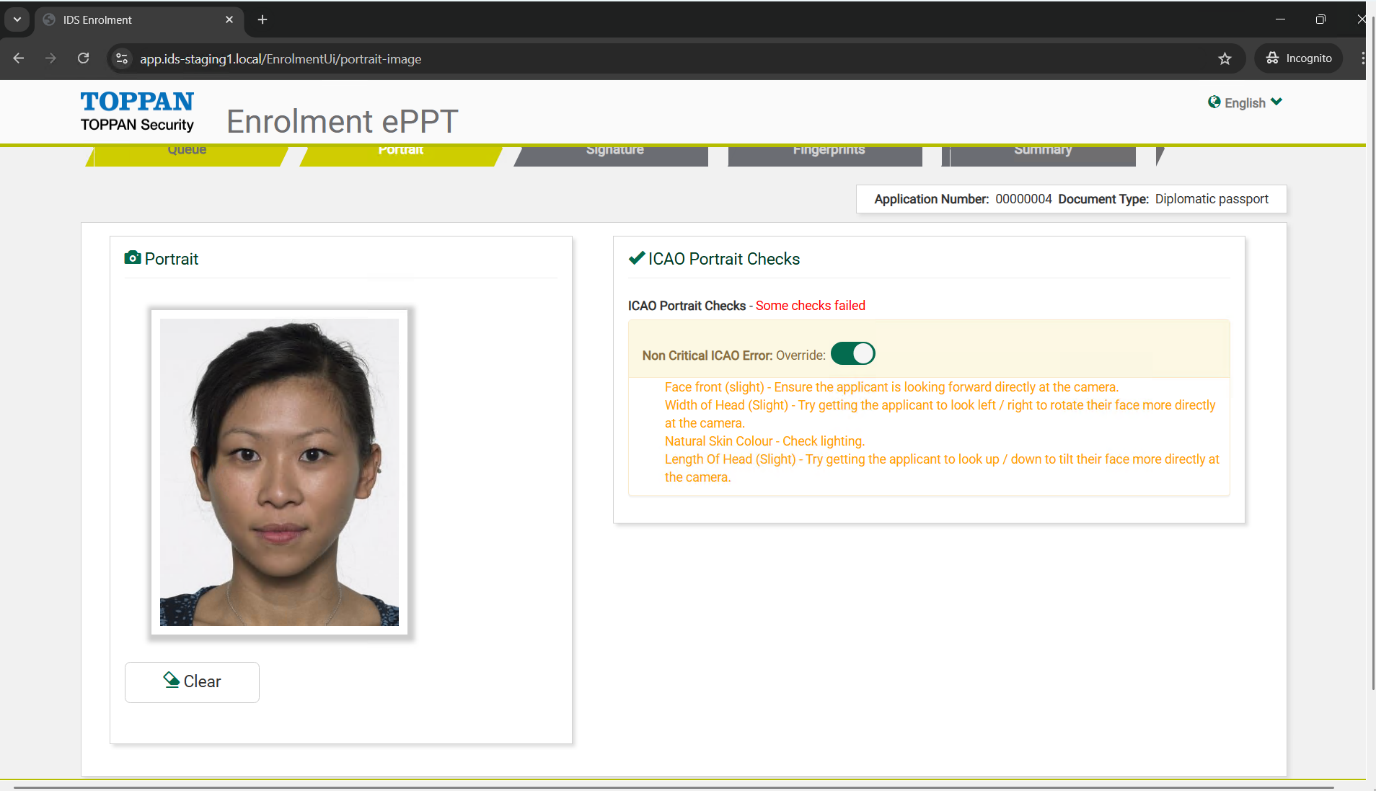 IDS Enrolment
app.ids-staging1.local/EnrolmentUi/portrait-image
Incognito
TOPPAN
TOPPAN Security
Enrolment ePPT
English
Queue
Portrait
Signature
Fingerprints
Summary
Application Number: 00000004 Document Type: Diplomatic passport
Portrait
ICAO Portrait Checks
ICAO Portrait Checks - Some checks failed
Non Critical ICAO Error: Override:
Face front (slight) - Ensure the applicant is looking forward directly at the camera.
Width of Head (Slight) - Try getting the applicant to look left / right to rotate their face more directly
at the camera.
Natural Skin Colour - Check lighting.
Length Of Head (Slight) - Try getting the applicant to look up / down to tilt their face more directly at
the camera.
Clear